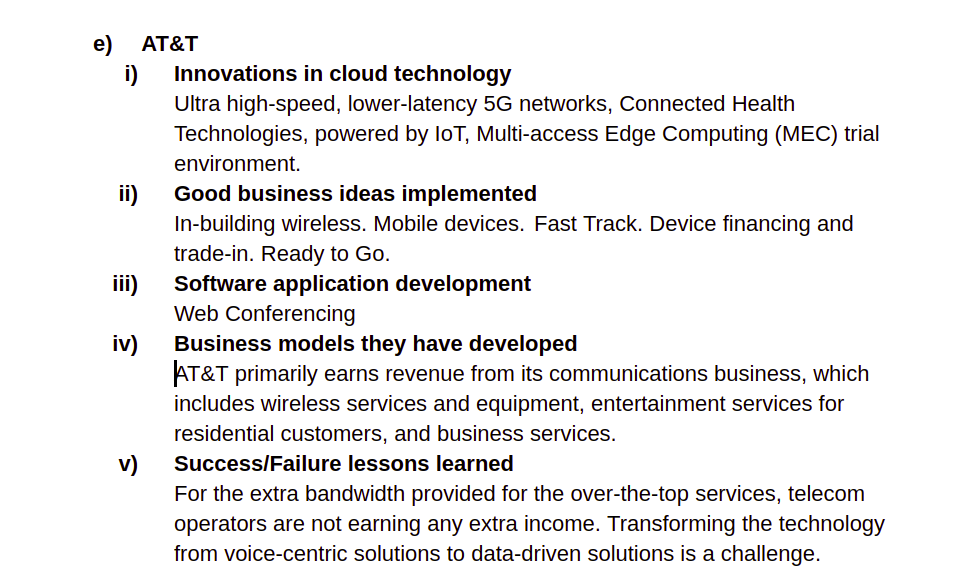 e) AT&T
i) Innovations in cloud technology
Ultra high-speed, lower-latency 5G networks, Connected Health
Technologies, powered by IoT, Multi-access Edge Computing (MEC) trial
environment.
ii) Good business ideas implemented
In-building wireless. Mobile devices. Fast Track. Device financing and
trade-in. Ready to Go.
iii) Software application development
Web Conferencing
iv) Business models they have developed
AT&T primarily earns revenue from its communications business, which
includes wireless services and equipment, entertainment services for
residential customers, and business services.
v) Success/Failure lessons learned
For the extra bandwidth provided for the over-the-top services, telecom
operators are not earning any extra income. Transforming the technology
from voice-centric solutions to data-driven solutions is a challenge.